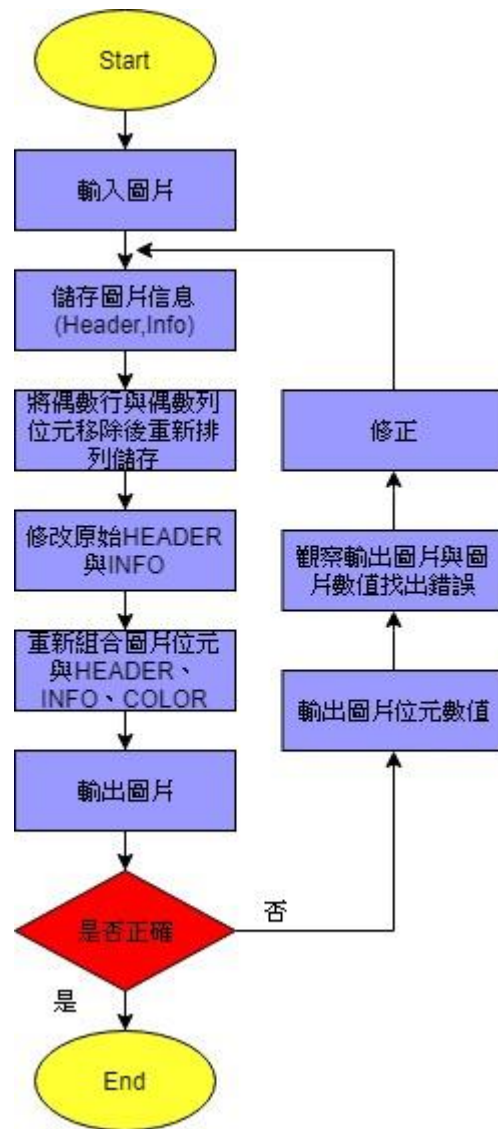 Start
輸入圖片
儲存圖片信息
(Header,Info)
將偶數行與偶數列
位元移除後重新排
列儲存
修改原始HEADER
與INFO
重新組合圖片位元
與HEADER、
INFO、COLOR
輸出圖片
是否正確
否
是
End
修正
觀察輸出圖片與圖
片數值找出錯誤
輸出圖片位元數值